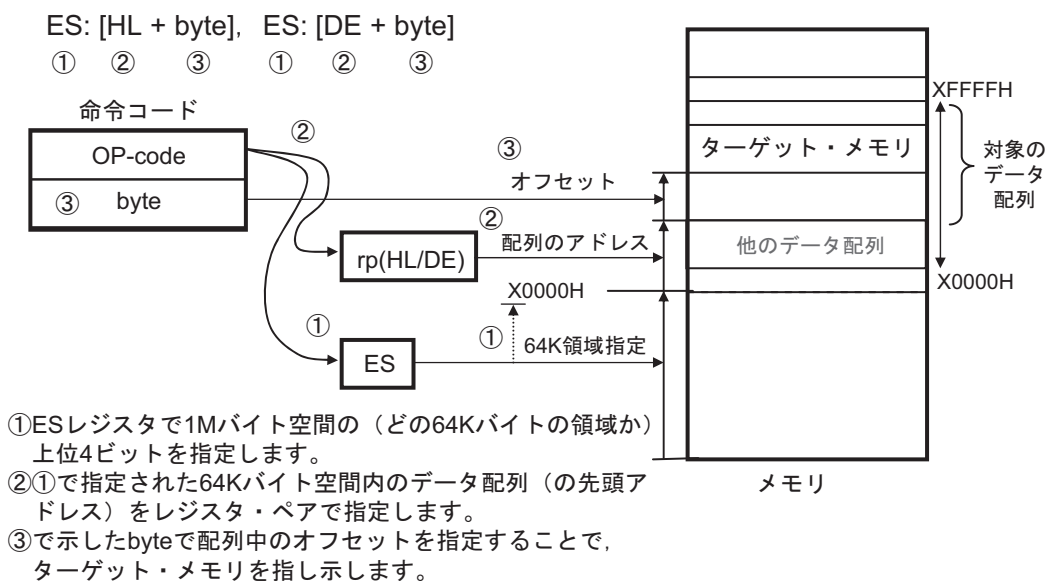 ES: [HL + byte],  ES: [DE + byte]
① ② ③ ① ② ③
命令コード
OP-code
③ byte
②
③
オフセット
②
配列のアドレス
rp(HL/DE)
X0000H
①
①
64K領域指定
ES
XFFFFH
ターゲット・メモリ
対象の
データ
配列
他のデータ配列
X0000H
メモリ
①ESレジスタで1Mバイト空間の（どの64Kバイトの領域か）
上位4ビットを指定します。
②①で指定された64Kバイト空間内のデータ配列（の先頭ア
ドレス）をレジスタ・ペアで指定します。
③で示したbyteで配列中のオフセットを指定することで,
ターゲット・メモリを指し示します。